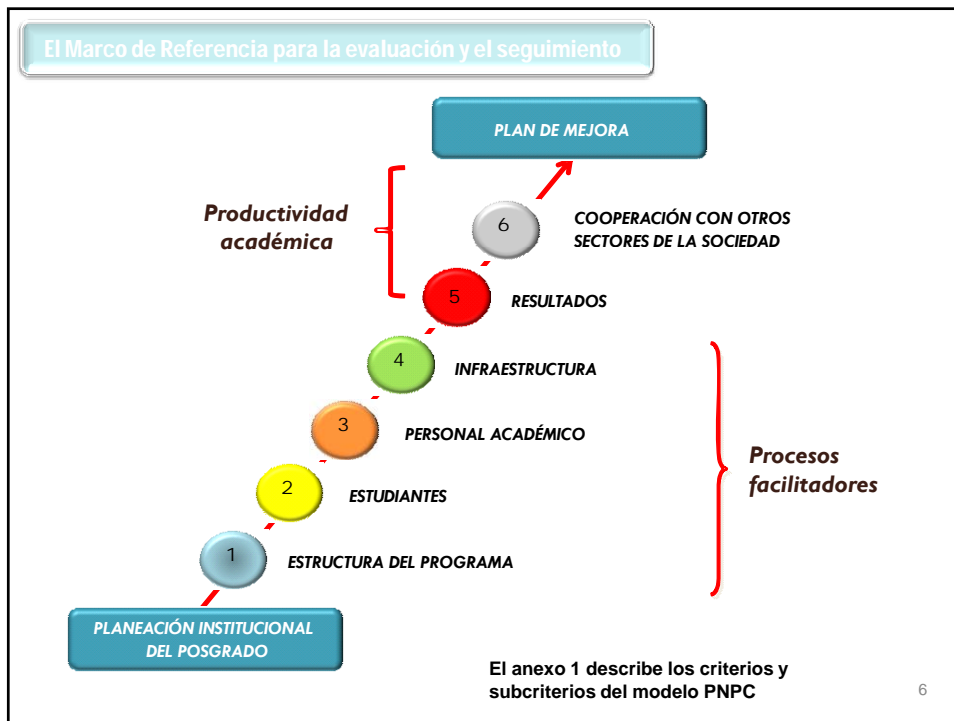 El Marco de Referencia para la evaluación y el seguimiento
PLAN DE MEJORA
Productividad
académica
6
COOPERACIÓN CON OTROS
SECTORES DE LA SOCIEDAD
5
RESULTADOS
4
INFRAESTRUCTURA
3
PERSONAL ACADÉMICO
Procesos
facilitadores
2
ESTUDIANTES
1
ESTRUCTURA DEL PROGRAMA
PLANEACIÓN INSTITUCIONAL
DEL POSGRADO
El anexo 1 describe los criterios y
subcriterios del modelo PNPC
6